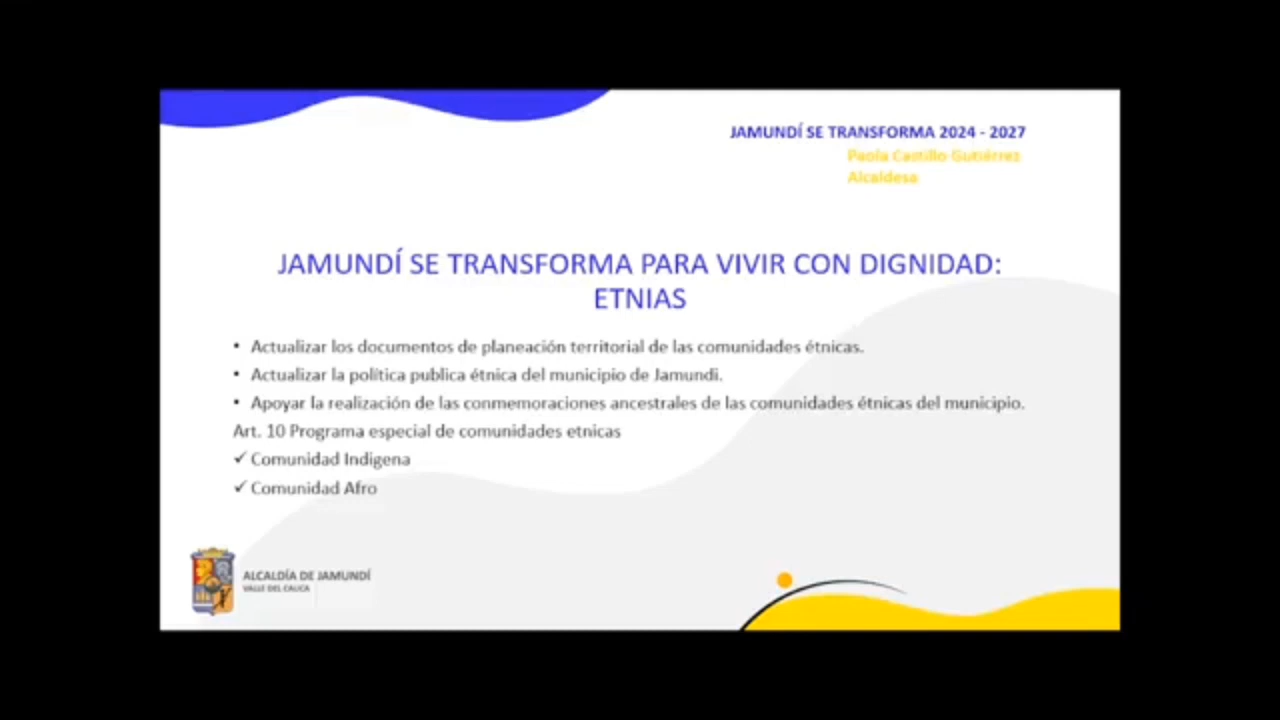 JAMUNDÍ SE TRANSFORMA 2024 - 2027
Paola Castillo Gutiérrez
Alcaldesa
JAMUNDÍ SE TRANSFORMA PARA VIVIR CON DIGNIDAD:
ETNIAS
• Actualizar los documentos de planeación territorial de las comunidades étnicas.
• Actualizar la política publica étnica del municipio de Jamundi.
• Apoyar la realización de las conmemoraciones ancestrales de las comunidades étnicas del municipio.
Art. 10 Programa especial de comunidades etnicas
✓ Comunidad Indigena
✓ Comunidad Afro
ALCALDÍA DE JAMUNDÍ
VALLE DEL CAUCA